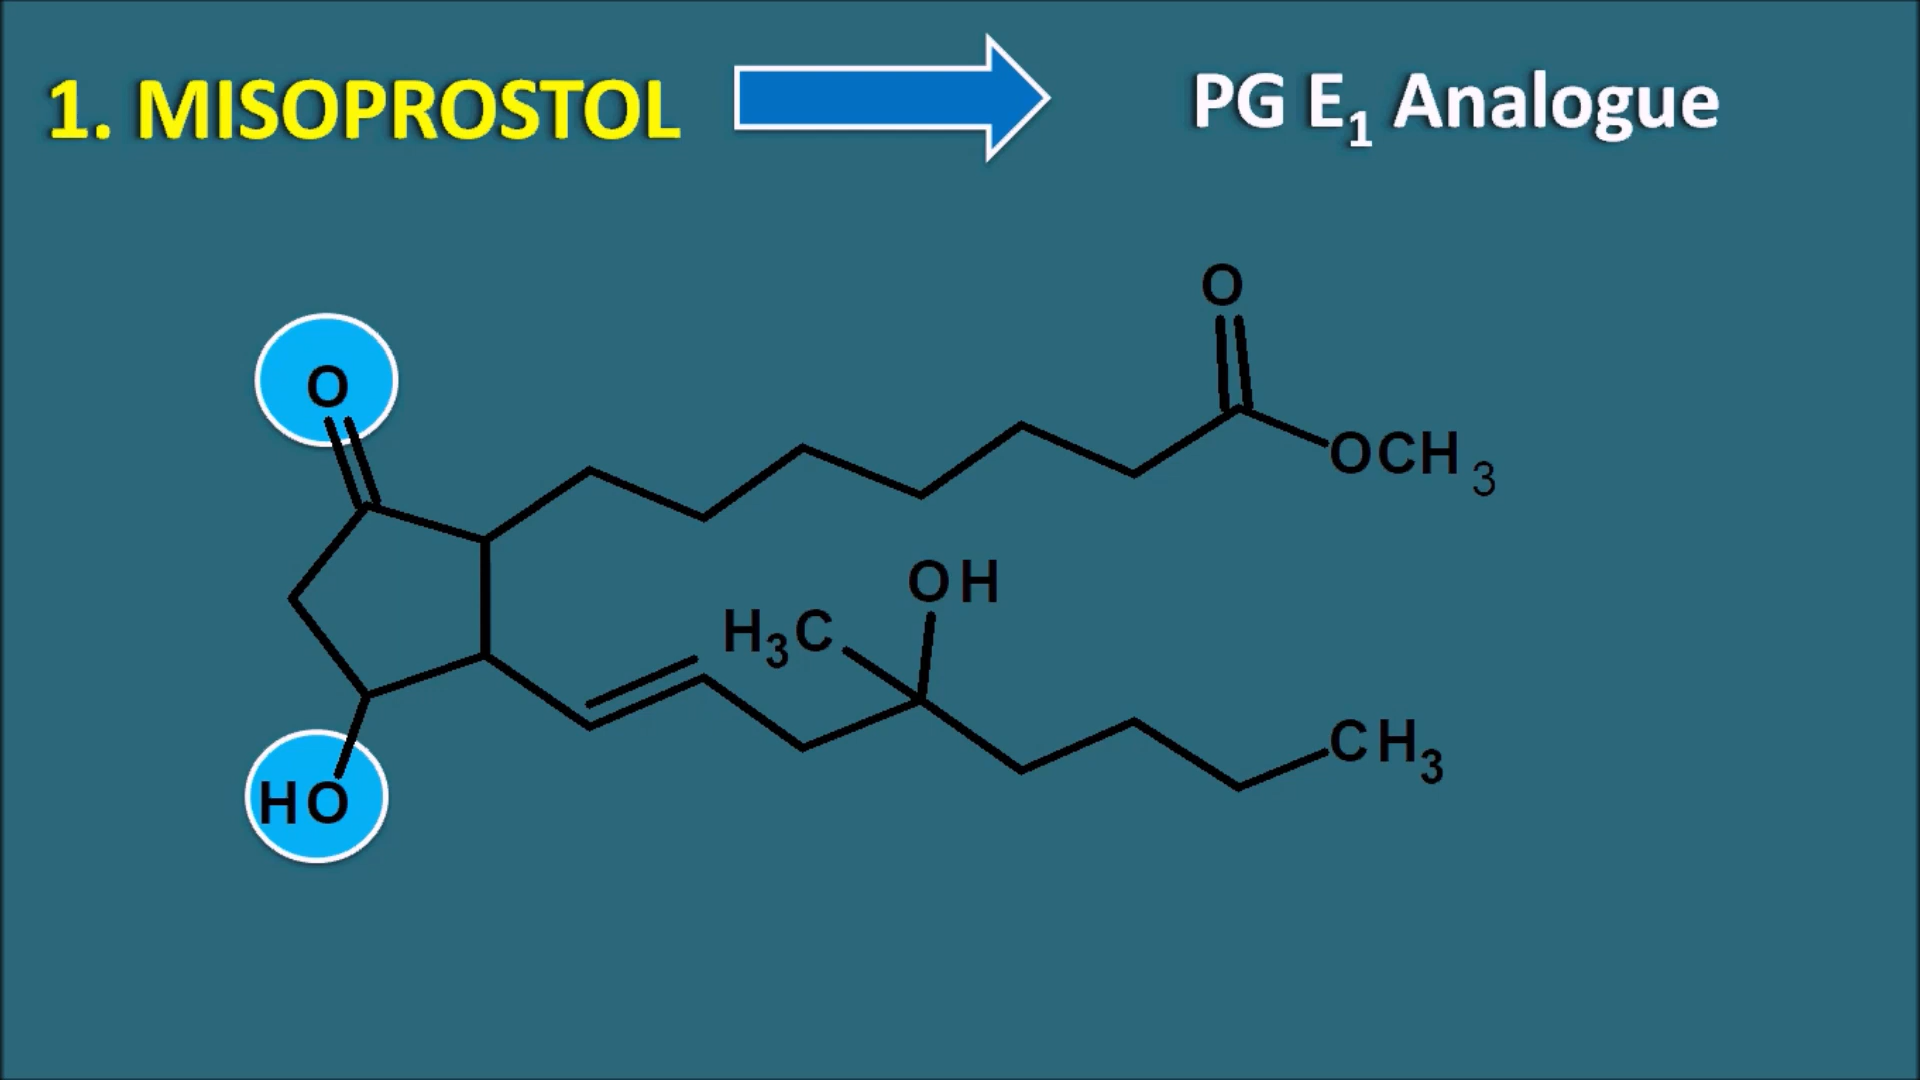 1. MISOPROSTOL
PG E₁ Analogue
O
O
OCH₃
OH
H₃C
CH₃
HO